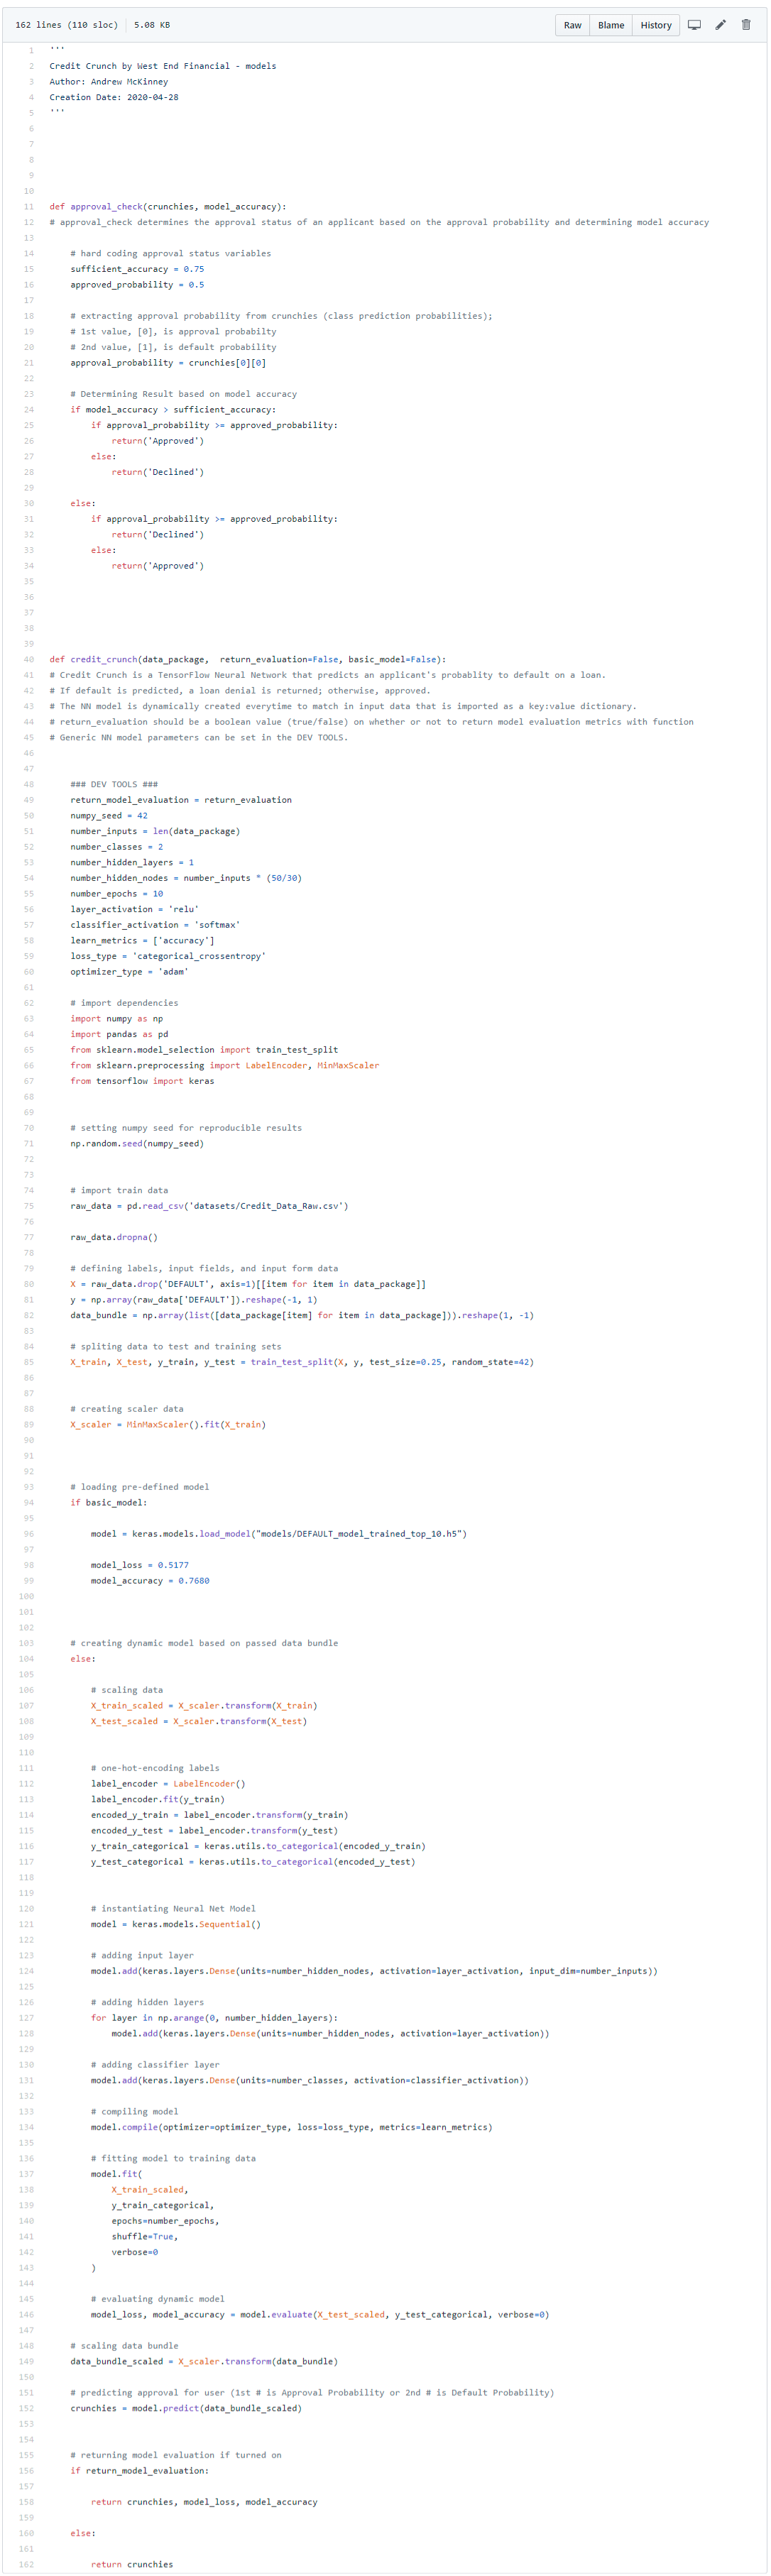 162 lines (110 sloc) 5.08 KB Raw Blame History
1 '''
2 Credit Crunch by West End Financial - models
3 Author: Andrew McKinney
4 Creation Date: 2020-04-28
5 '''
6
7
8
9
10
11 def approval_check(crunchies, model_accuracy):
12 # approval_check determines the approval status of an applicant based on the approval probability and determining model accuracy
13
14     # hard coding approval status variables
15     sufficient_accuracy = 0.75
16     approved_probability = 0.5
17
18     # extracting approval probability from crunchies (class prediction probabilities);
19     # 1st value, [0], is approval probabilty
20     # 2nd value, [1], is default probability
21     approval_probability = crunchies[0][0]
22
23     # Determining Result based on model accuracy
24     if model_accuracy > sufficient_accuracy:
25         if approval_probability >= approved_probability:
26             return('Approved')
27         else:
28             return('Declined')
29
30     else:
31         if approval_probability >= approved_probability:
32             return('Declined')
33         else:
34             return('Approved')
35
36
37
38
39
40 def credit_crunch(data_package,  return_evaluation=False, basic_model=False):
41 # Credit Crunch is a TensorFlow Neural Network that predicts an applicant's probablity to default on a loan.
42 # If default is predicted, a loan denial is returned; otherwise, approved.
43 # The NN model is dynamically created everytime to match in input data that is imported as a key:value dictionary.
44 # return_evaluation should be a boolean value (true/false) on whether or not to return model evaluation metrics with function
45 # Generic NN model parameters can be set in the DEV TOOLS.
46
47
48     ### DEV TOOLS ###
49     return_model_evaluation = return_evaluation
50     numpy_seed = 42
51     number_inputs = len(data_package)
52     number_classes = 2
53     number_hidden_layers = 1
54     number_hidden_nodes = number_inputs * (50/30)
55     number_epochs = 10
56     layer_activation = 'relu'
57     classifier_activation = 'softmax'
58     learn_metrics = ['accuracy']
59     loss_type = 'categorical_crossentropy'
60     optimizer_type = 'adam'
61
62     # import dependencies
63     import numpy as np
64     import pandas as pd
65     from sklearn.model_selection import train_test_split
66     from sklearn.preprocessing import LabelEncoder, MinMaxScaler
67     from tensorflow import keras
68
69
70     # setting numpy seed for reproducible results
71     np.random.seed(numpy_seed)
72
73
74     # import train data
75     raw_data = pd.read_csv('datasets/Credit_Data_Raw.csv')
76
77     raw_data.dropna()
78
79     # defining labels, input fields, and input form data
80     X = raw_data.drop('DEFAULT', axis=1)[[item for item in data_package]]
81     y = np.array(raw_data['DEFAULT']).reshape(-1, 1)
82     data_bundle = np.array(list([data_package[item] for item in data_package])).reshape(1, -1)
83
84     # spliting data to test and training sets
85     X_train, X_test, y_train, y_test = train_test_split(X, y, test_size=0.25, random_state=42)
86
87
88     # creating scaler data
89     X_scaler = MinMaxScaler().fit(X_train)
90
91
92
93     # loading pre-defined model
94     if basic_model:
95
96         model = keras.models.load_model("models/DEFAULT_model_trained_top_10.h5")
97
98         model_loss = 0.5177
99         model_accuracy = 0.7680
100
101
102
103     # creating dynamic model based on passed data bundle
104     else:
105
106         # scaling data
107         X_train_scaled = X_scaler.transform(X_train)
108         X_test_scaled = X_scaler.transform(X_test)
109
110
111         # one-hot-encoding labels
112         label_encoder = LabelEncoder()
113         label_encoder.fit(y_train)
114         encoded_y_train = label_encoder.transform(y_train)
115         encoded_y_test = label_encoder.transform(y_test)
116         y_train_categorical = keras.utils.to_categorical(encoded_y_train)
117         y_test_categorical = keras.utils.to_categorical(encoded_y_test)
118
119
120         # instantiating Neural Net Model
121         model = keras.models.Sequential()
122
123         # adding input layer
124         model.add(keras.layers.Dense(units=number_hidden_nodes, activation=layer_activation, input_dim=number_inputs))
125
126         # adding hidden layers
127         for layer in np.arange(0, number_hidden_layers):
128             model.add(keras.layers.Dense(units=number_hidden_nodes, activation=layer_activation))
129
130         # adding classifier layer
131         model.add(keras.layers.Dense(units=number_classes, activation=classifier_activation))
132
133         # compiling model
134         model.compile(optimizer=optimizer_type, loss=loss_type, metrics=learn_metrics)
135
136         # fitting model to training data
137         model.fit(
138             X_train_scaled,
139             y_train_categorical,
140             epochs=number_epochs,
141             shuffle=True,
142             verbose=0
143         )
144
145         # evaluating dynamic model
146         model_loss, model_accuracy = model.evaluate(X_test_scaled, y_test_categorical, verbose=0)
147
148     # scaling data bundle
149     data_bundle_scaled = X_scaler.transform(data_bundle)
150
151     # predicting approval for user (1st # is Approval Probability or 2nd # is Default Probability)
152     crunchies = model.predict(data_bundle_scaled)
153
154
155     # returning model evaluation if turned on
156     if return_model_evaluation:
157
158         return crunchies, model_loss, model_accuracy
159
160     else:
161
162         return crunchies